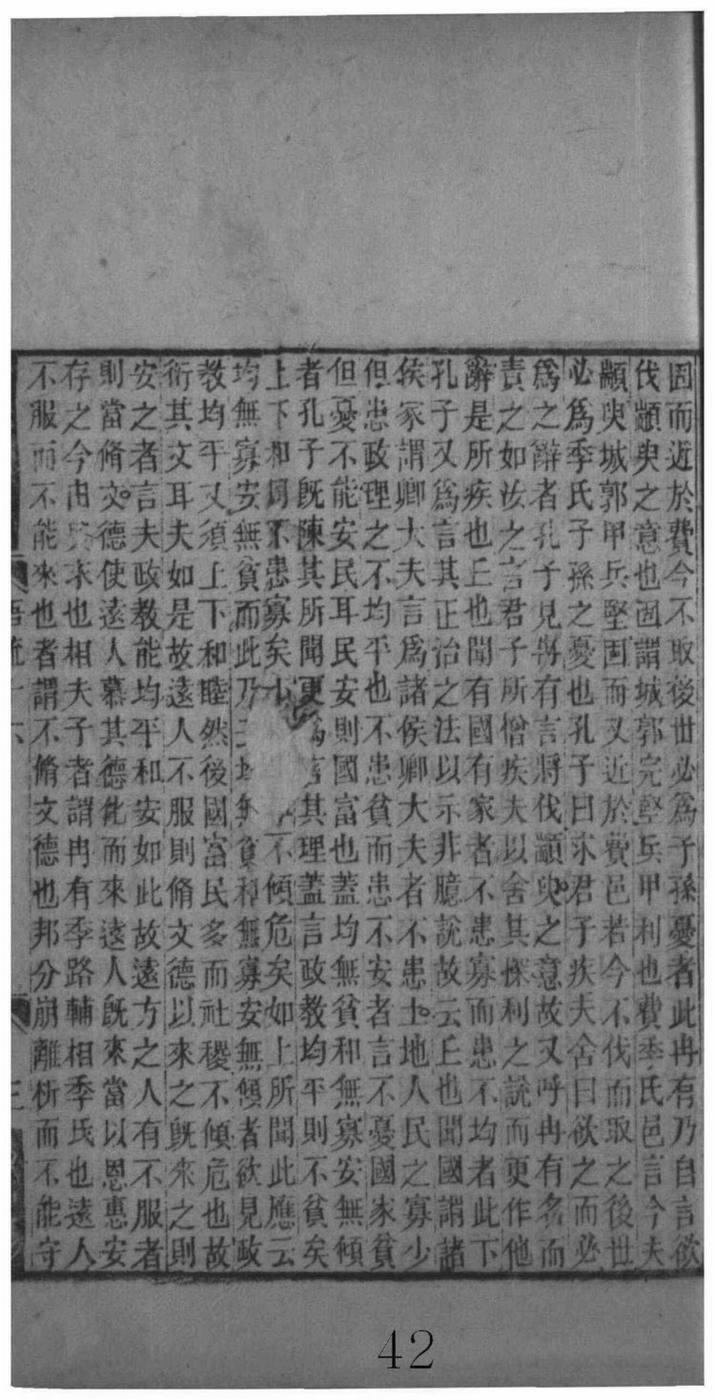 固而近於費今不取後世必為子孫憂者此冉有乃自言欲
伐顓臾之意也固謂城郭完堅兵甲利也費季氏邑言今夫
顓臾城郭甲兵堅固而又近於費邑若今不伐而取之後世
必爲季氏子孫之憂也孔子曰求君子疾夫舍曰欲之而必
爲之辭者孔子見冉有言將伐顓臾之意故又呼冉有名而
責之如汝之言君子所憎疾夫以舍其採利之說而更作他
辭是所疾也丘也聞有國有家者不患寡而患不均者此下
孔子又爲言其正治之法以示非臆說故云丘也聞國謂諸
侯家謂卿大夫言爲諸侯卿大夫者不患土地人民之寡少
但患政理之不均平也不患貧而患不安者言不憂國家貧
但憂不能安民耳民安則國富也蓋均無貧和無寡安無傾
者孔子既陳其所聞更爲言其理蓋言政教均平則不貧矣
上下和同不患寡矣小不傾危矣如上所聞此應云
均無寡安無貧而此乃云均無貧和無寡安無傾者欲見政
教均平又須上下和睦然後國富民多而社稷不傾危也故
衍其文耳夫如是故遠人不服則脩文德以來之既來之則
安之者言夫政教能均平和安如此故遠方之人有不服者
則當脩文德使遠人慕其德化而來遠人既來當以恩惠安
存之今由與求也相夫子者謂冉有季路輔相季氏也遠人
不服而不能來也者謂不脩文德也邦分崩離析而不能守
語疏十六
三
42